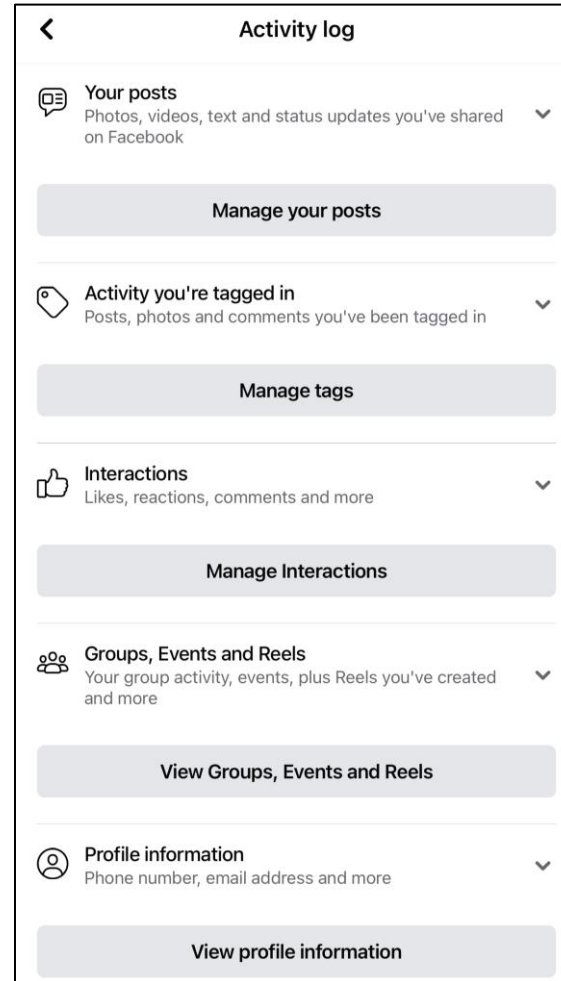 Activity log
Your posts
Photos, videos, text and status updates you've shared
on Facebook
Manage your posts
Activity you're tagged in
Posts, photos and comments you've been tagged in
Manage tags
Interactions
Likes, reactions, comments and more
Manage Interactions
Groups, Events and Reels
Your group activity, events, plus Reels you've created
and more
View Groups, Events and Reels
Profile information
Phone number, email address and more
View profile information